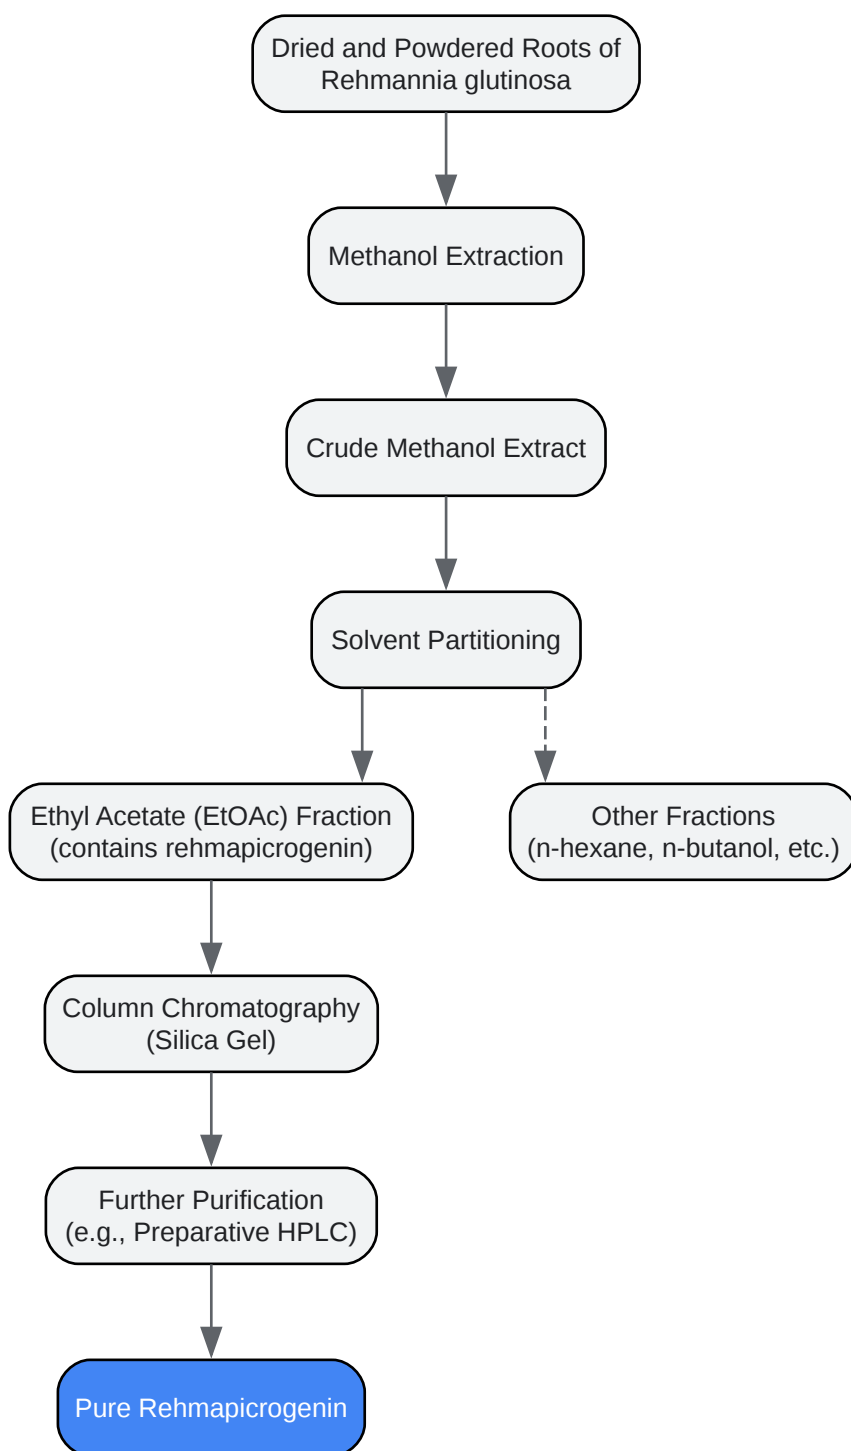 Dried and Powdered Roots of
Rehmannia glutinosa
Methanol Extraction
Crude Methanol Extract
Solvent Partitioning
Ethyl Acetate (EtOAc) Fraction
(contains rehmapicrogenin)
Other Fractions
(n-hexane, n-butanol, etc.)
Column Chromatography
(Silica Gel)
Further Purification
(e.g., Preparative HPLC)
Pure Rehmapicrogenin